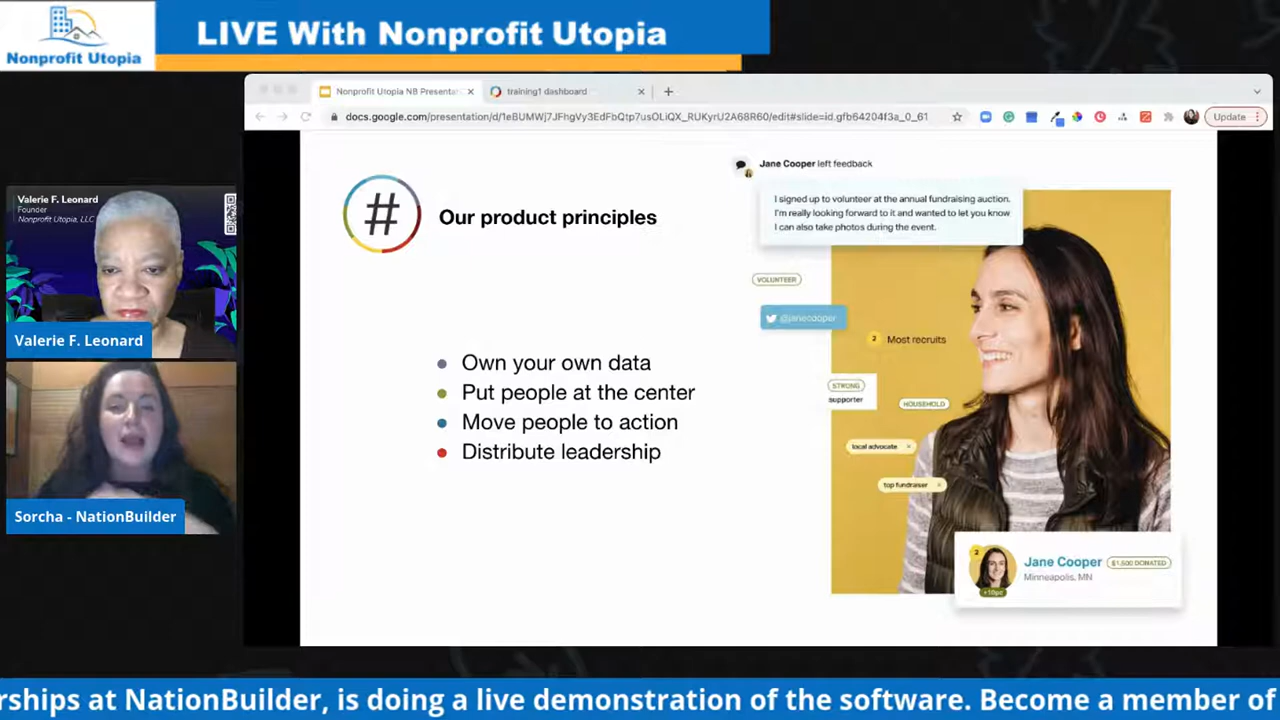 Nonprofit Utopia
LIVE With Nonprofit Utopia
Nonprofit Utopia NB Presentat
training1 dashboard
docs.google.com/presentation/d/1eBUMWj7JFhgVy3EdFbQtp7usOLiQX_RUKyrU2A68R60/edit#slide=id.gfb64204f3a_0_61
Update
Valerie F. Leonard
Founder
Nonprofit Utopia, LLC
Valerie F. Leonard
Sorcha - NationBuilder
#
Our product principles
Own your own data
Put people at the center
Move people to action
Distribute leadership
Jane Cooper left feedback
I signed up to volunteer at the annual fundraising auction.
I'm really looking forward to it and wanted to let you know
I can also take photos during the event.
VOLUNTEER
@janecooper
2 Most recruits
STRONG
supporter
HOUSEHOLD
local advocate ×
top fundraiser ×
2
Jane Cooper $1,500 DONATED
Minneapolis, MN
rships at NationBuilder, is doing a live demonstration of the software. Become a member of